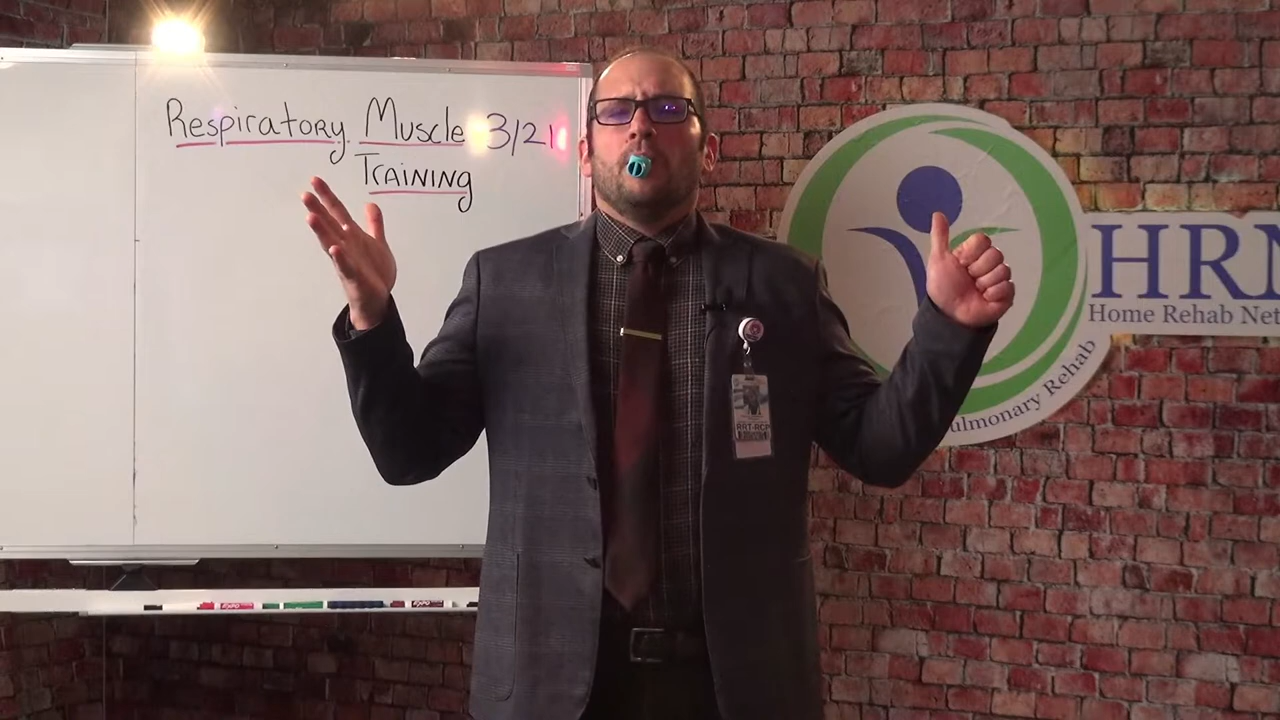 Respiratory Muscle 3/21
Training
HRN
Home Rehab Net
ulmonary Rehab
RRT-RCP
EXPO